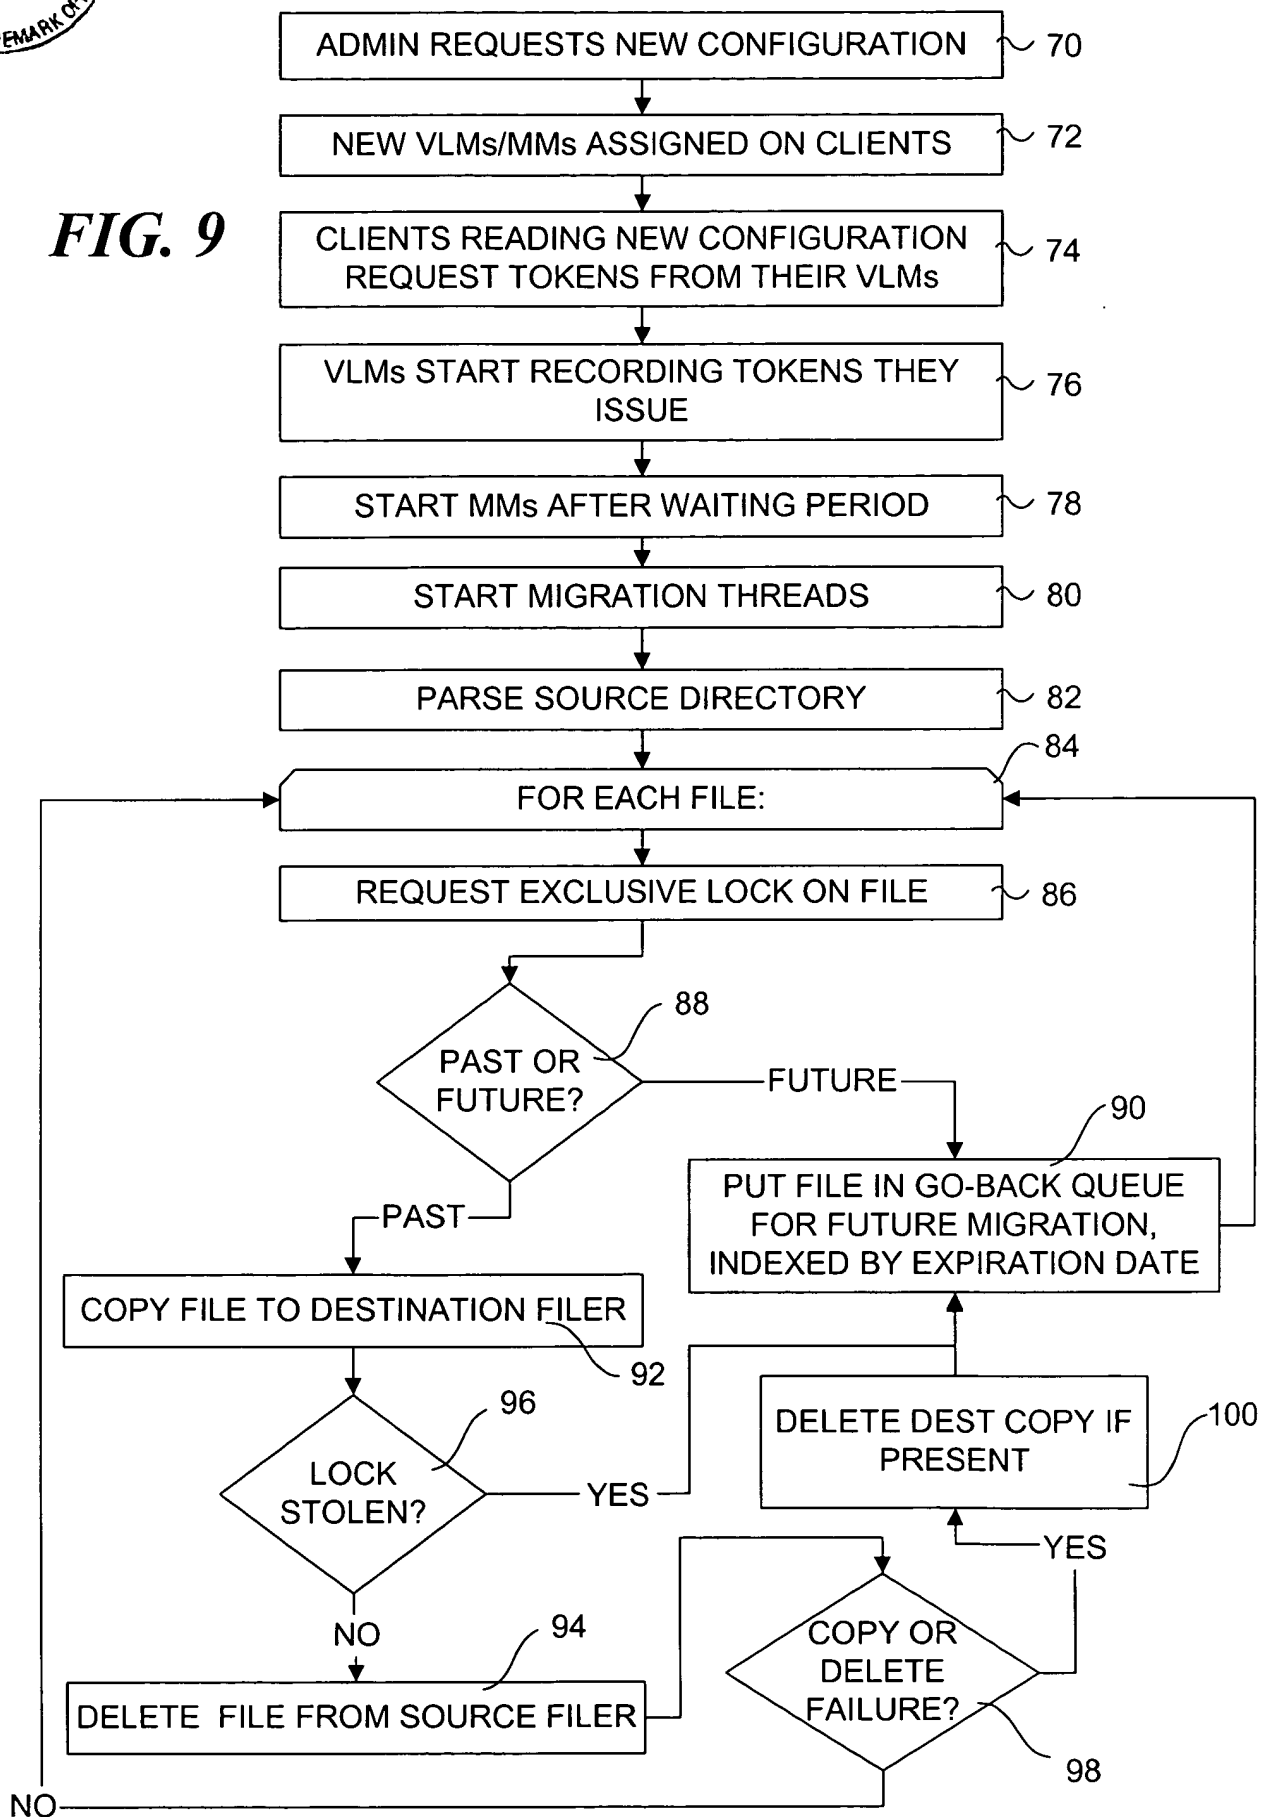 EMARK OF
ADMIN REQUESTS NEW CONFIGURATION
70
NEW VLMs/MMs ASSIGNED ON CLIENTS
72
FIG. 9
CLIENTS READING NEW CONFIGURATION
REQUEST TOKENS FROM THEIR VLMs
74
VLMs START RECORDING TOKENS THEY
ISSUE
76
START MMs AFTER WAITING PERIOD
78
START MIGRATION THREADS
80
PARSE SOURCE DIRECTORY
82
84
FOR EACH FILE:
REQUEST EXCLUSIVE LOCK ON FILE
86
88
PAST OR
FUTURE?
FUTURE
90
PUT FILE IN GO-BACK QUEUE
FOR FUTURE MIGRATION,
INDEXED BY EXPIRATION DATE
PAST
COPY FILE TO DESTINATION FILER
92
96
LOCK
STOLEN?
YES
DELETE DEST COPY IF
PRESENT
100
YES
NO
94
DELETE FILE FROM SOURCE FILER
COPY OR
DELETE
FAILURE?
98
NO